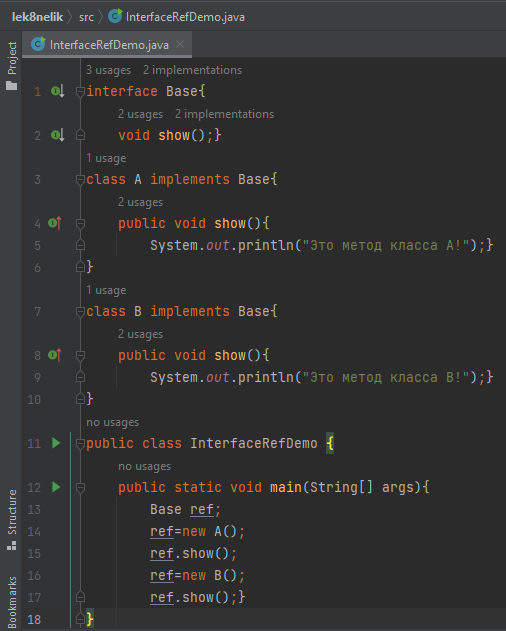 lek8nelik > src > InterfaceRefDemo.java
Project
InterfaceRefDemo.java ×
3 usages 2 implementations
1 interface Base{
2 usages 2 implementations
2 void show();}
1 usage
3 class A implements Base{
2 usages
4 public void show(){
5 System.out.println("Это метод класса A!");}
6 }
1 usage
7 class B implements Base{
2 usages
8 public void show(){
9 System.out.println("Это метод класса B!");}
10 }
no usages
11 public class InterfaceRefDemo {
no usages
12 public static void main(String[] args){
13 Base ref;
14 ref=new A();
15 ref.show();
16 ref=new B();
17 ref.show();}
18 }
Structure
Bookmarks